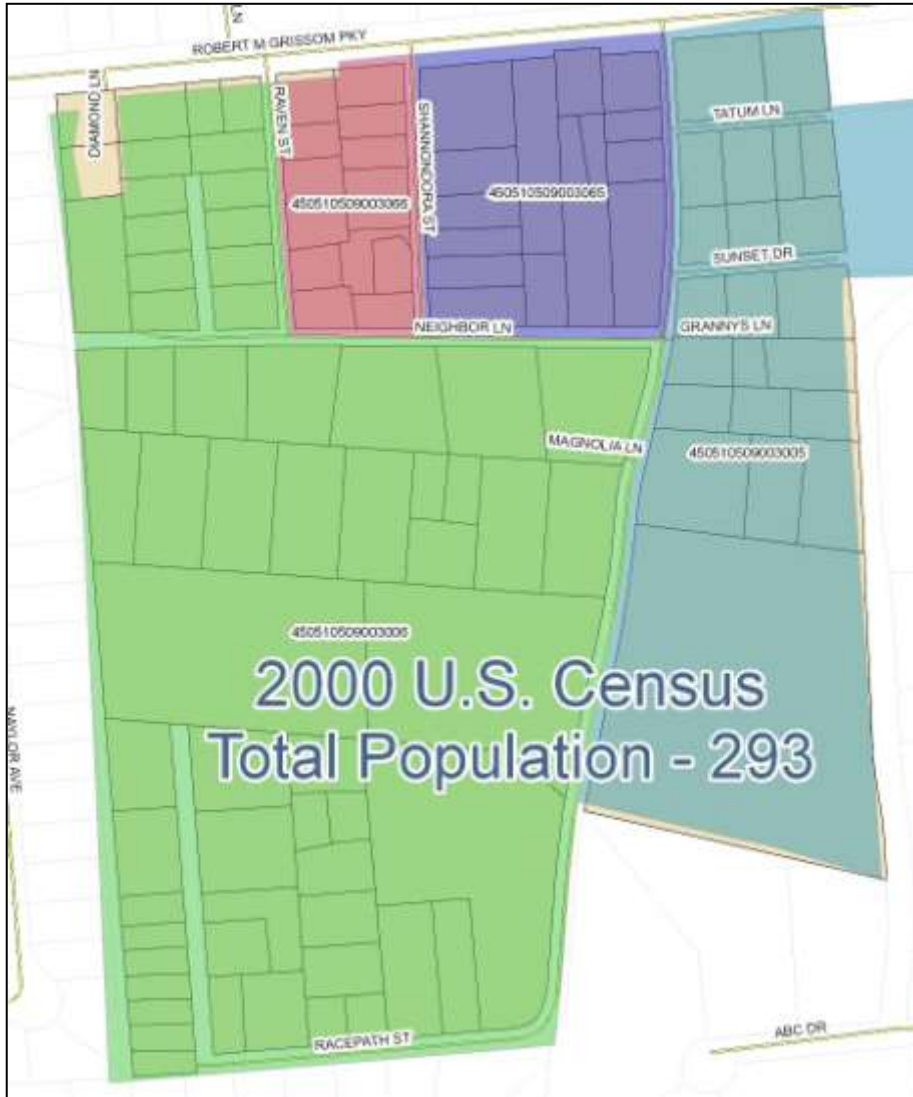 LN
ROBERT M GRISSOM PKY
DIAMOND LN
RAVEN ST
SHANNONDORA ST
TATUM LN
450510509003066
450510509003065
SUNSET DR
NEIGHBOR LN
GRANNYS LN
MAGNOLIA LN
450510509003005
450510509003006
2000 U.S. Census
Total Population - 293
NAYLOR AVE
RACEPATH ST
ABC DR